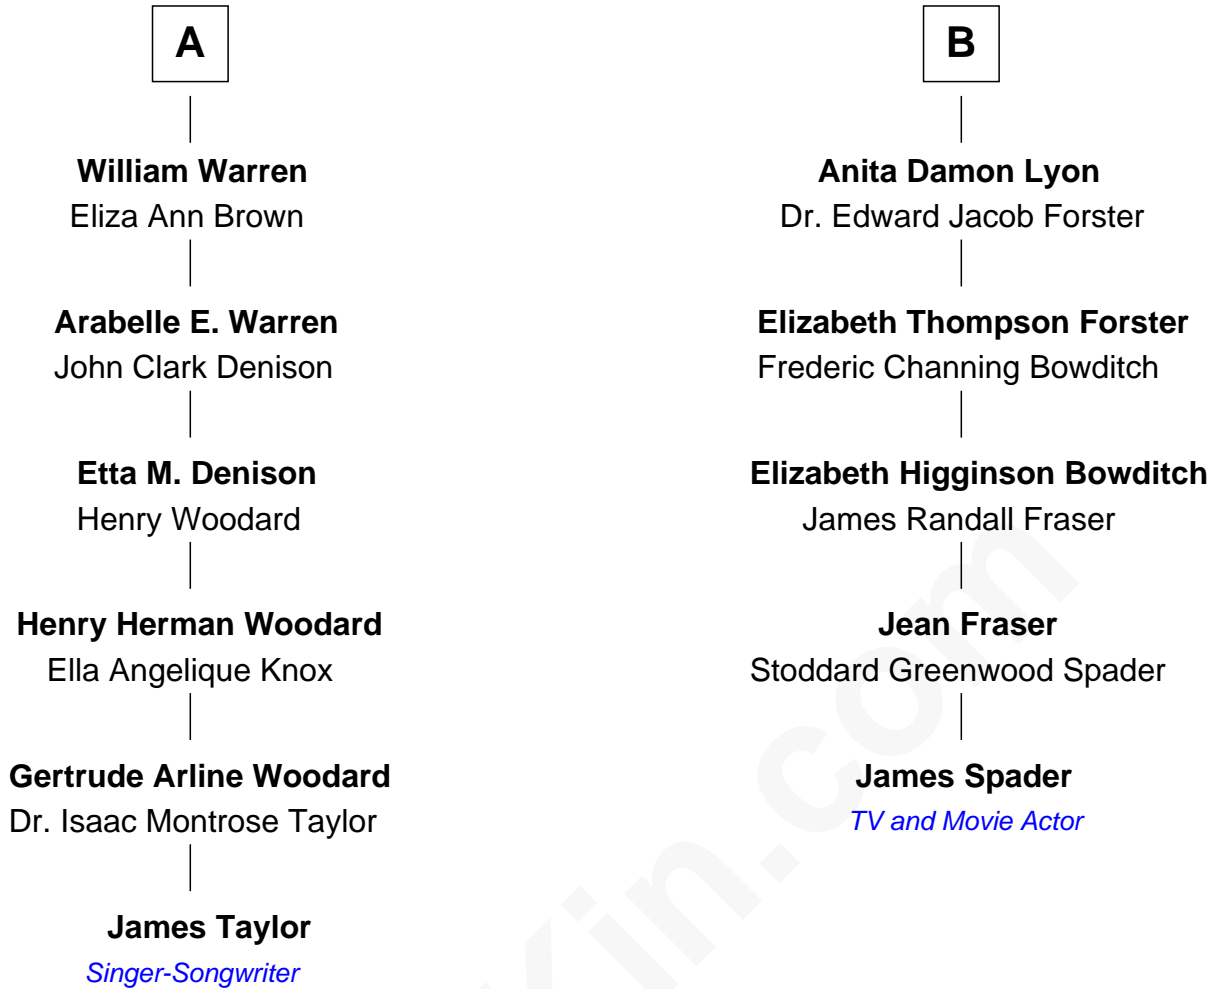 A
William Warren
Eliza Ann Brown
Arabelle E. Warren
John Clark Denison
Etta M. Denison
Henry Woodard
Henry Herman Woodard
Ella Angelique Knox
Gertrude Arline Woodard
Dr. Isaac Montrose Taylor
James Taylor
Singer-Songwriter
B
Anita Damon Lyon
Dr. Edward Jacob Forster
Elizabeth Thompson Forster
Frederic Channing Bowditch
Elizabeth Higginson Bowditch
James Randall Fraser
Jean Fraser
Stoddard Greenwood Spader
James Spader
TV and Movie Actor
Kin.com